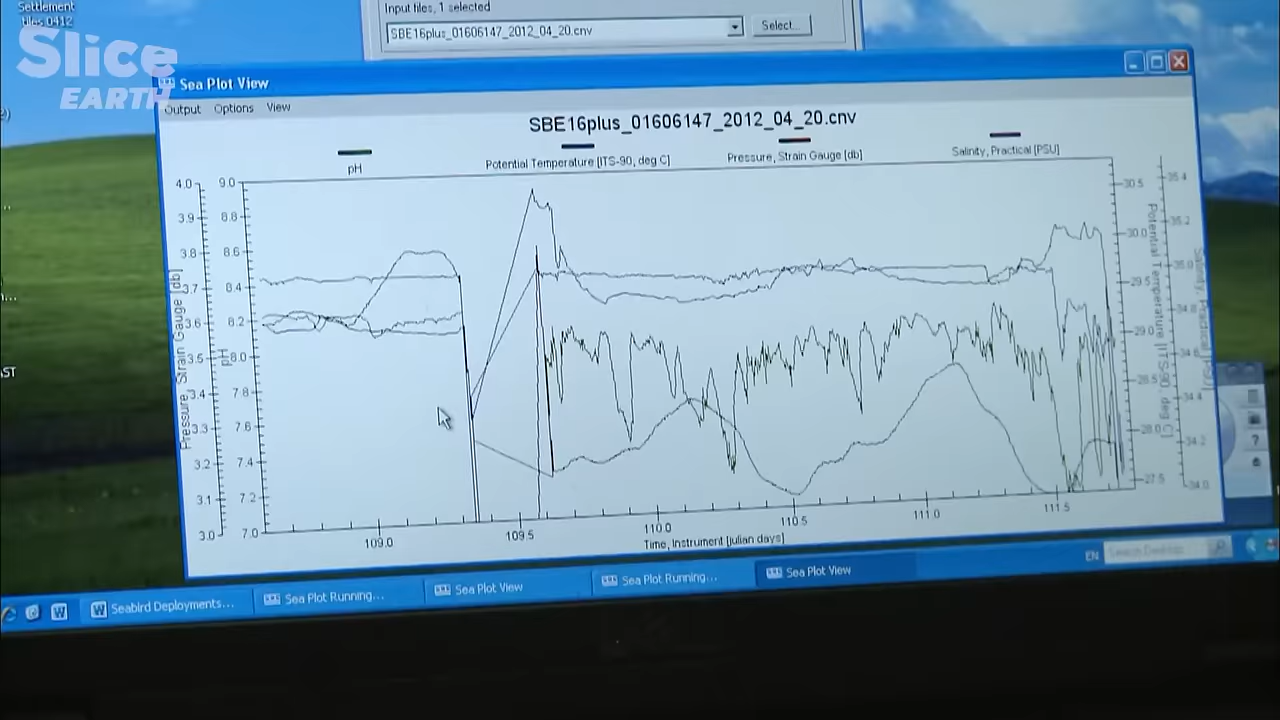 Settlement
tiles_0412
Slice
EARTH
Input files, 1 selected
SBE16plus_01606147_2012_04_20.cnv
Select...
Sea Plot View
Output Options View
SBE16plus_01606147_2012_04_20.cnv
pH
Potential Temperature [ITS-90, deg C]
Pressure, Strain Gauge [db]
Salinity, Practical [PSU]
4.0
3.9
3.8
3.7
3.6
3.5
3.4
3.3
3.2
3.1
3.0
Pressure, Strain Gauge [db]
9.0
8.8
8.6
8.4
8.2
8.0
7.8
7.6
7.4
7.2
7.0
pH
109.0
109.5
110.0
110.5
111.0
111.5
Time, Instrument [julian days]
30.5
30.0
29.5
29.0
28.5
28.0
27.5
Potential Temperature [ITS-90, deg C]
35.4
35.2
35.0
34.8
34.6
34.4
34.2
34.0
Salinity, Practical [PSU]
EN
Search Desktop
Seabird Deployments...
Sea Plot Running...
Sea Plot View
Sea Plot Running...
Sea Plot View